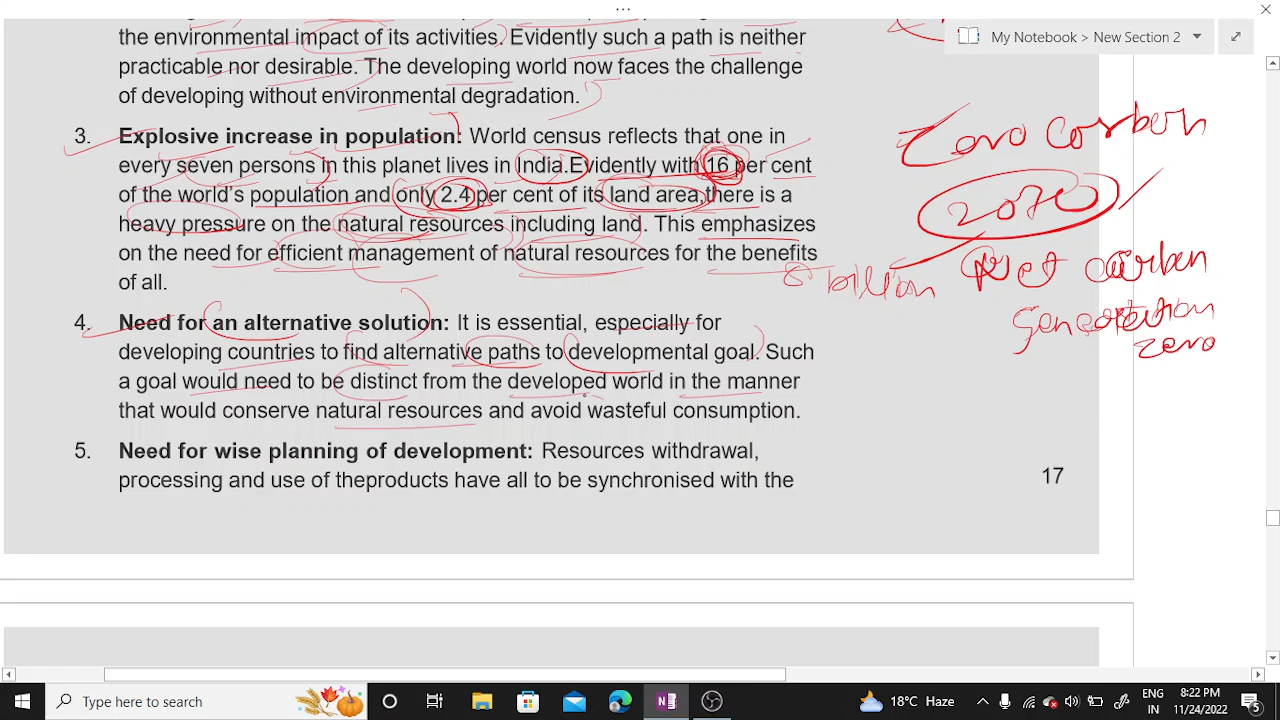 ...
My Notebook > New Section 2
the environmental impact of its activities. Evidently such a path is neither
practicable nor desirable. The developing world now faces the challenge
of developing without environmental degradation.
3. Explosive increase in population: World census reflects that one in
every seven persons in this planet lives in India.Evidently with 16 per cent
of the world's population and only 2.4 per cent of its land area,there is a
heavy pressure on the natural resources including land. This emphasizes
on the need for efficient management of natural resources for the benefits
of all.
4. Need for an alternative solution: It is essential, especially for
developing countries to find alternative paths to developmental goal. Such
a goal would need to be distinct from the developed world in the manner
that would conserve natural resources and avoid wasteful consumption.
5. Need for wise planning of development: Resources withdrawal,
processing and use of theproducts have all to be synchronised with the
17
Zero carben
2070
8 billion
Net carben
Generation
zero
Type here to search
18°C Haze
ENG
IN
8:22 PM
11/24/2022
5